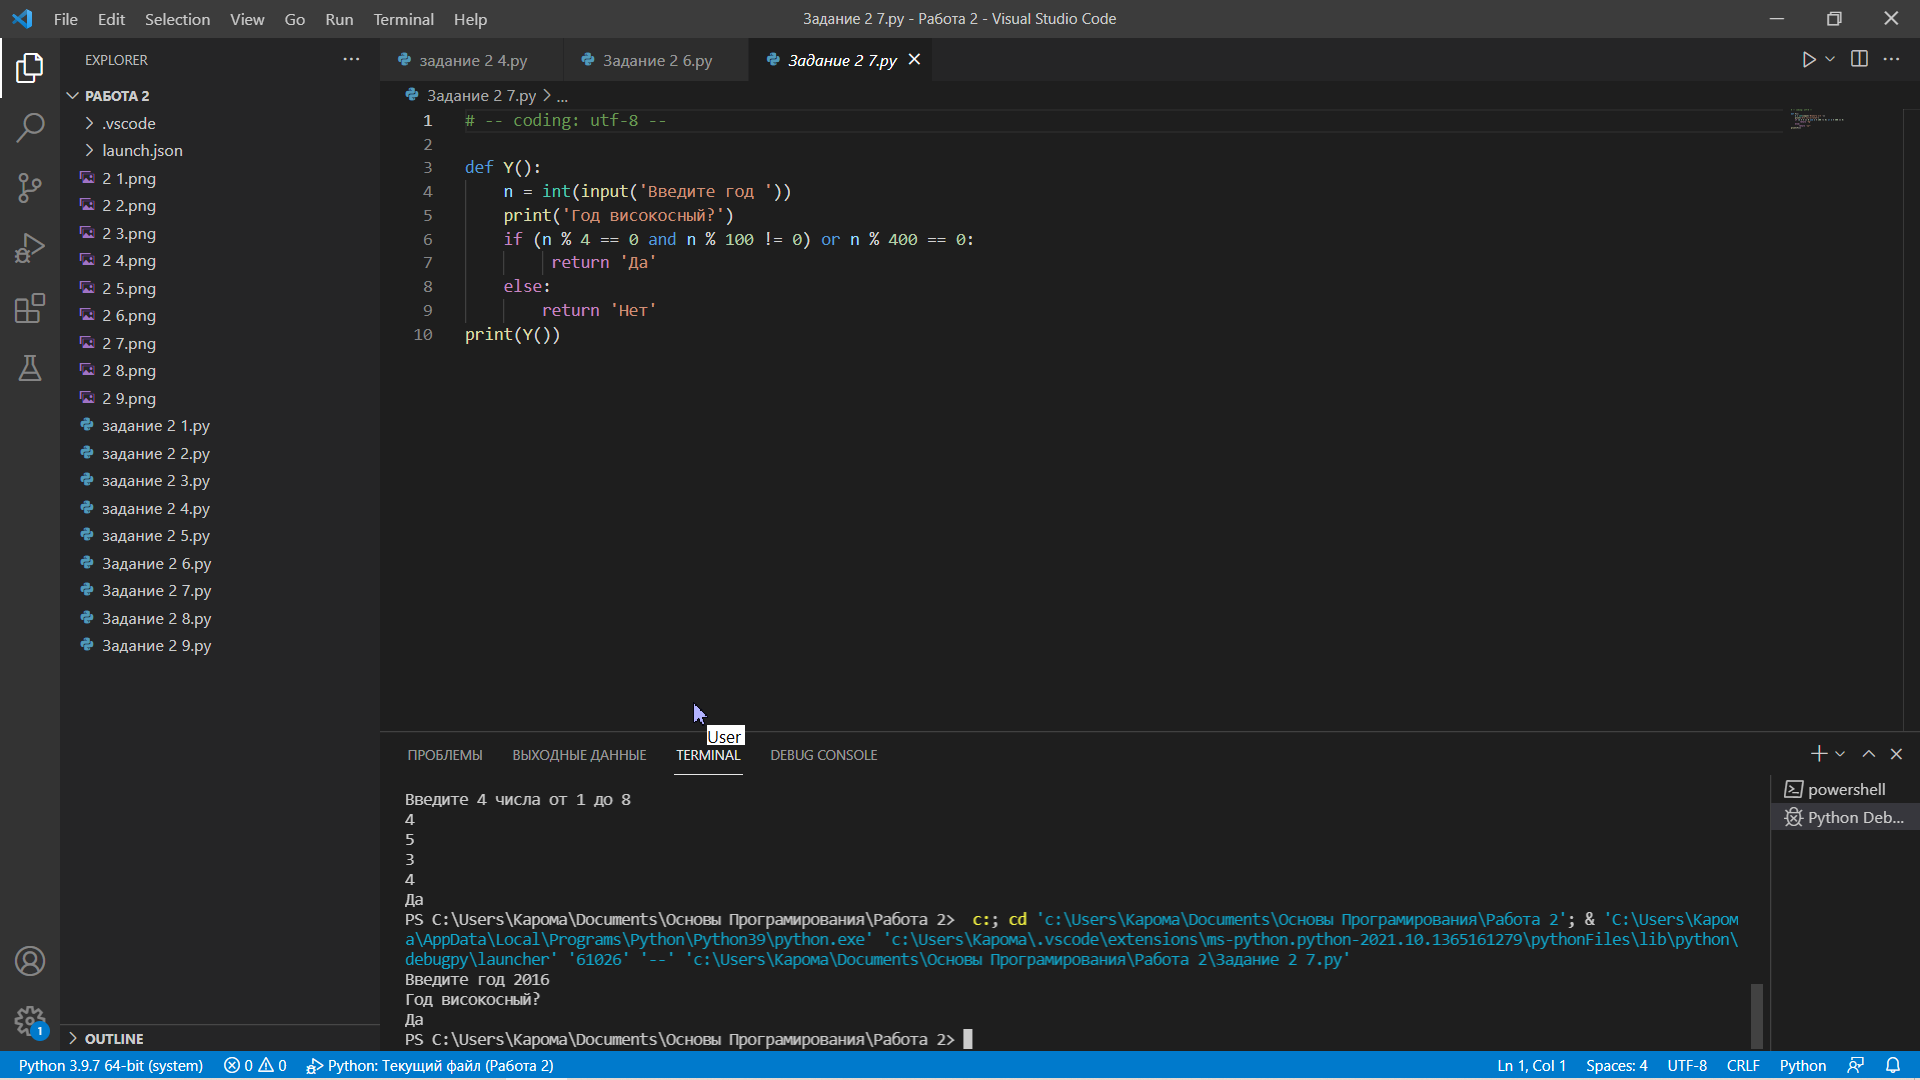 File Edit Selection View Go Run Terminal Help
Задание 2 7.py - Работа 2 - Visual Studio Code
EXPLORER
РАБОТА 2
.vscode
launch.json
2 1.png
2 2.png
2 3.png
2 4.png
2 5.png
2 6.png
2 7.png
2 8.png
2 9.png
задание 2 1.py
задание 2 2.py
задание 2 3.py
задание 2 4.py
задание 2 5.py
Задание 2 6.py
Задание 2 7.py
Задание 2 8.py
Задание 2 9.py
OUTLINE
задание 2 4.py Задание 2 6.py Задание 2 7.py
Задание 2 7.py > ...
1 # -- coding: utf-8 --
2
3 def Y():
4 n = int(input('Введите год '))
5 print('Год високосный?')
6 if (n % 4 == 0 and n % 100 != 0) or n % 400 == 0:
7 return 'Да'
8 else:
9 return 'Нет'
10 print(Y())
User
ПРОБЛЕМЫ ВЫХОДНЫЕ ДАННЫЕ TERMINAL DEBUG CONSOLE
powershell
Python Deb...
Введите 4 числа от 1 до 8
4
5
3
4
Да
PS C:\Users\Карома\Documents\Основы Програмирования\Работа 2> c:; cd 'c:\Users\Карома\Documents\Основы Програмирования\Работа 2'; & 'C:\Users\Каром
а\AppData\Local\Programs\Python\Python39\python.exe' 'c:\Users\Карома\.vscode\extensions\ms-python.python-2021.10.1365161279\pythonFiles\lib\python\
debugpy\launcher' '61026' '--' 'c:\Users\Карома\Documents\Основы Програмирования\Работа 2\Задание 2 7.py'
Введите год 2016
Год високосный?
Да
PS C:\Users\Карома\Documents\Основы Програмирования\Работа 2>
1
Python 3.9.7 64-bit (system) 0 0 Python: Текущий файл (Работа 2) Ln 1, Col 1 Spaces: 4 UTF-8 CRLF Python